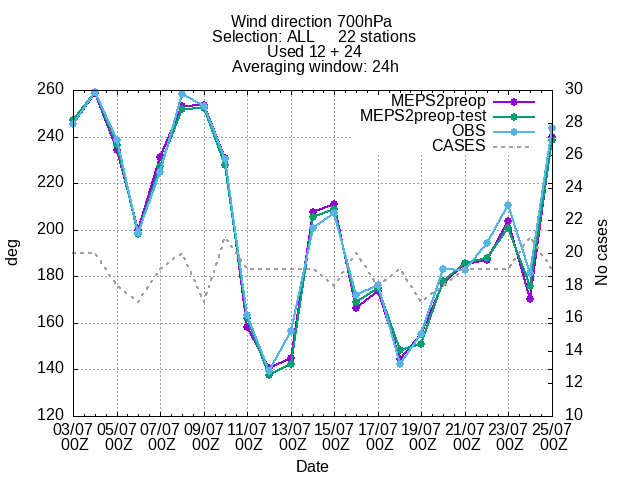 Wind direction 700hPa
Selection: ALL 22 stations
Used 12 + 24
Averaging window: 24h
260
240
220
200
180
160
140
120
deg
30
28
26
24
22
20
18
16
14
12
10
No cases
MEPS2preop
MEPS2preop-test
OBS
CASES
03/07 05/07 07/07 09/07 11/07 13/07 15/07 17/07 19/07 21/07 23/07 25/07
00Z 00Z 00Z 00Z 00Z 00Z 00Z 00Z 00Z 00Z 00Z 00Z
Date